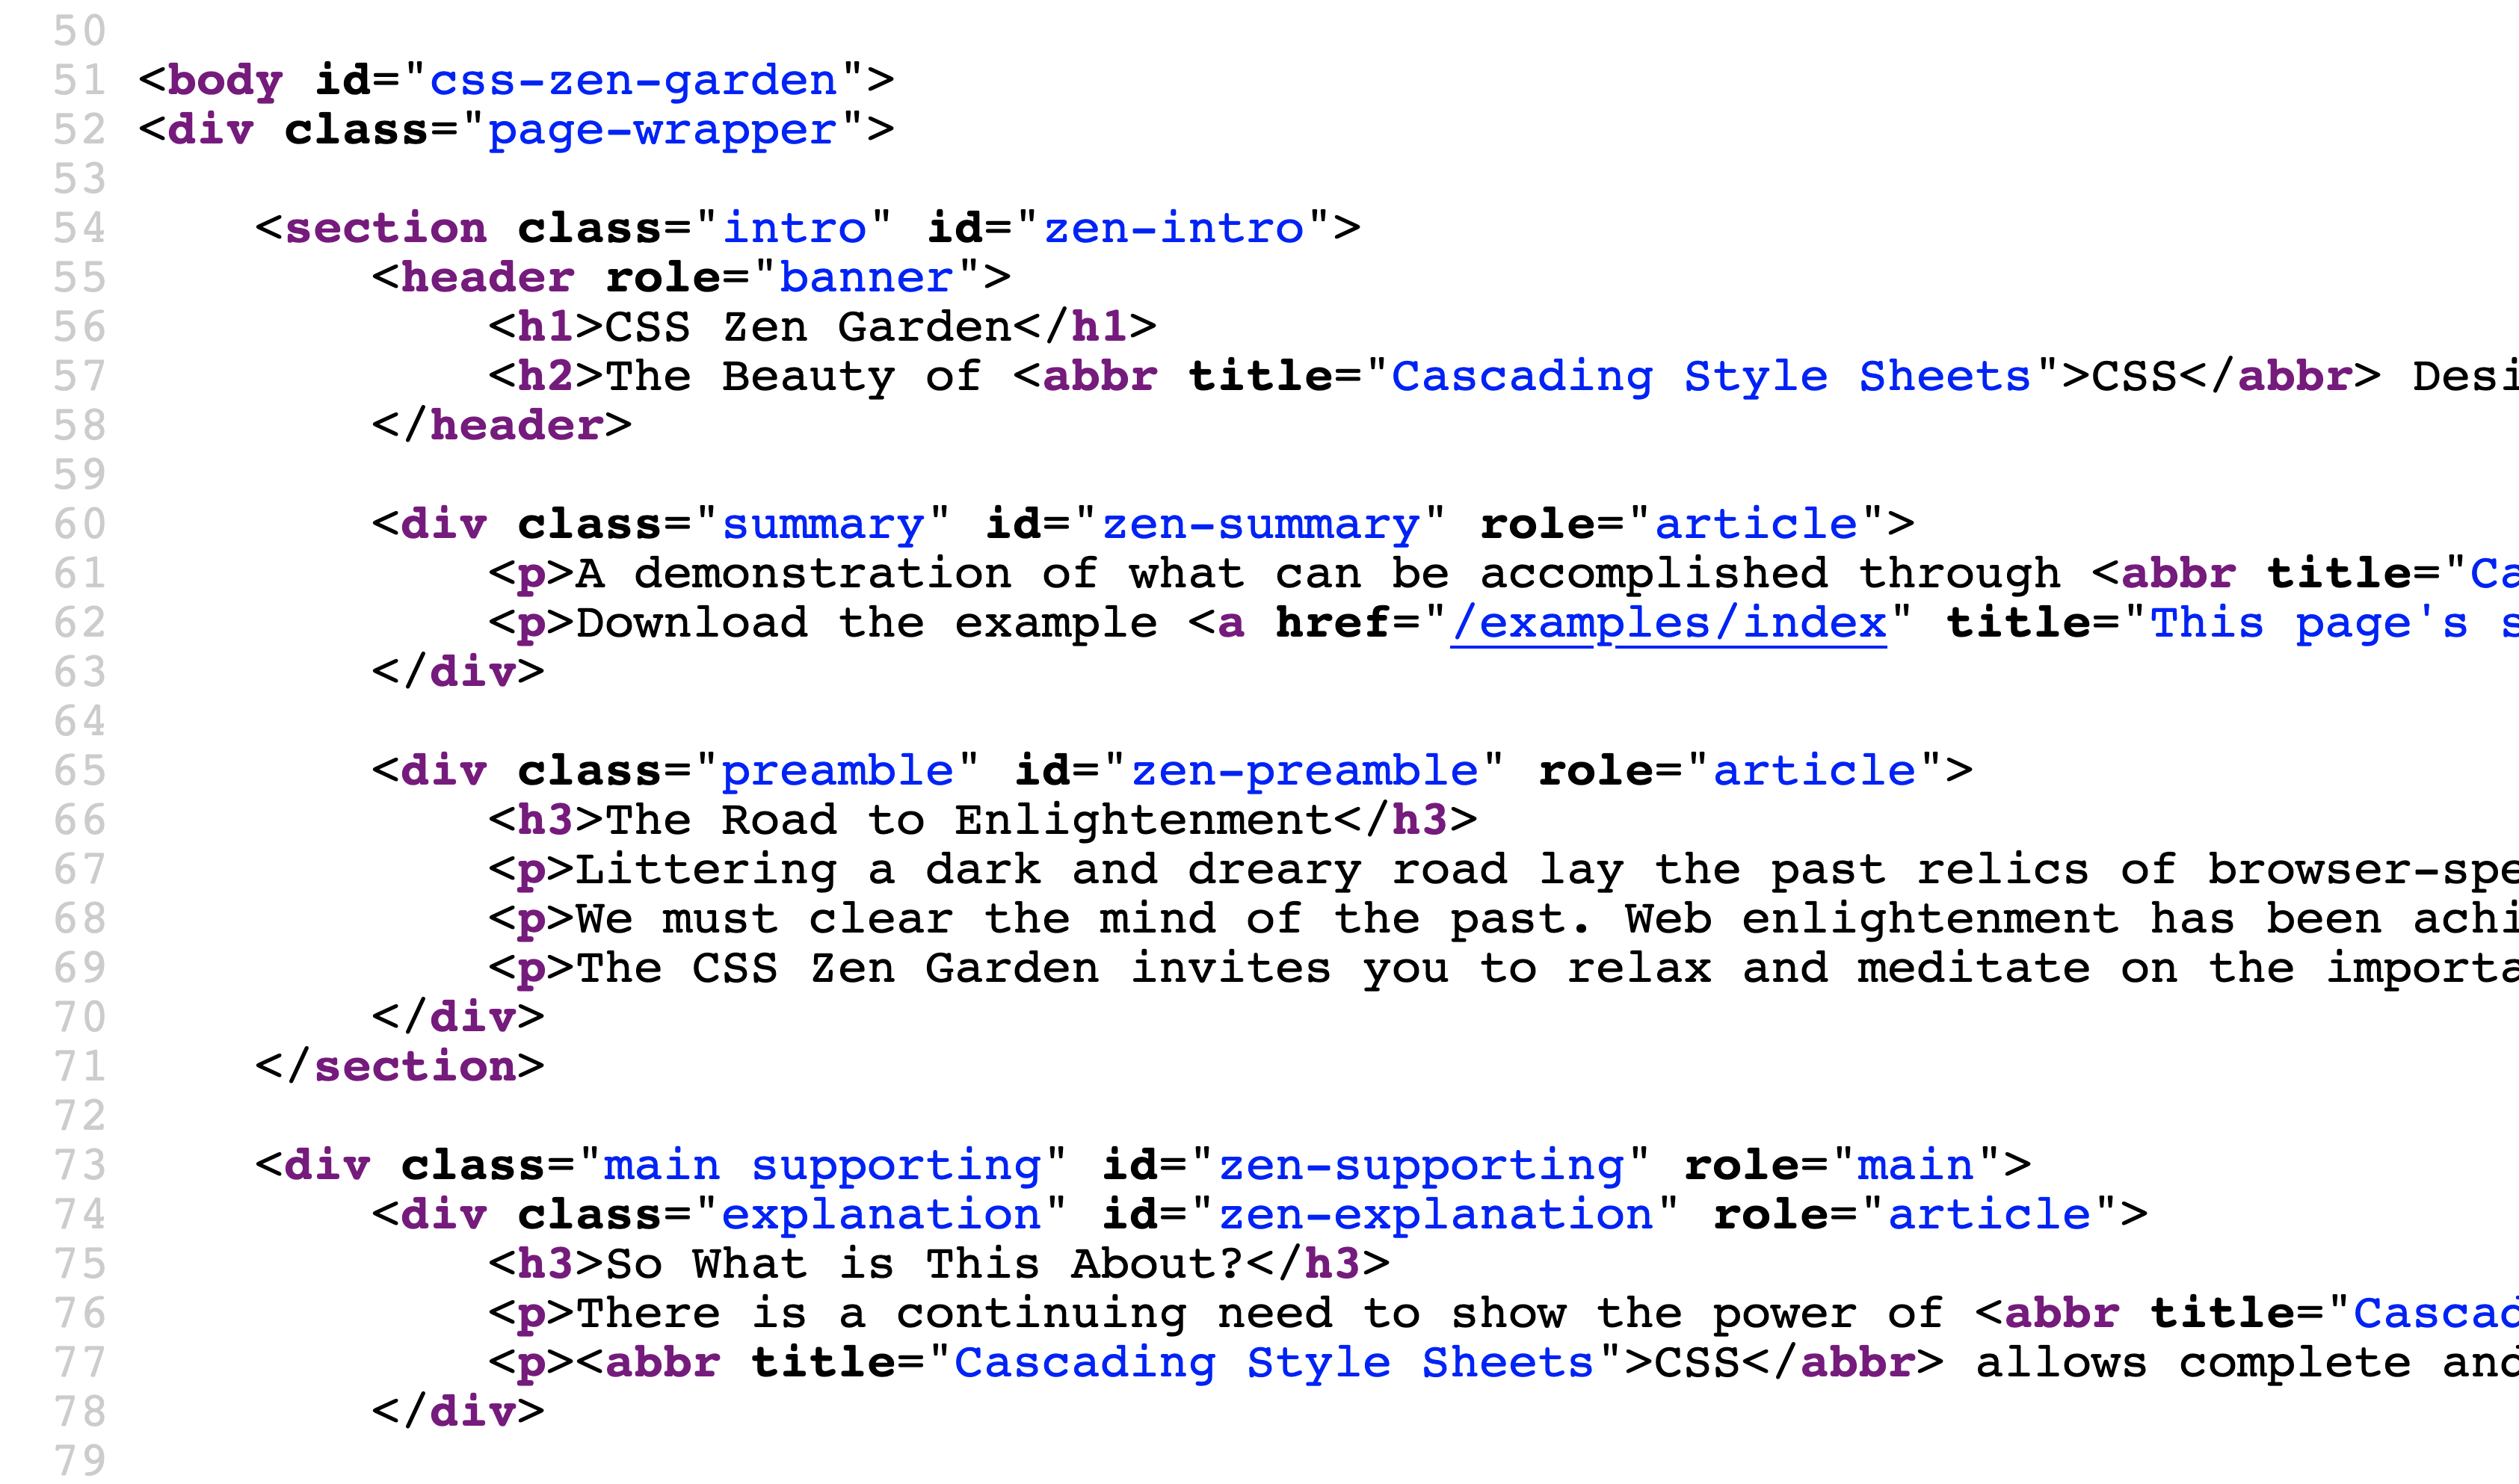 50
51 <body id="css-zen-garden">
52 <div class="page-wrapper">
53
54     <section class="intro" id="zen-intro">
55         <header role="banner">
56             <h1>CSS Zen Garden</h1>
57             <h2>The Beauty of <abbr title="Cascading Style Sheets">CSS</abbr> Desi
58         </header>
59
60         <div class="summary" id="zen-summary" role="article">
61             <p>A demonstration of what can be accomplished through <abbr title="Ca
62             <p>Download the example <a href="/examples/index" title="This page's s
63         </div>
64
65         <div class="preamble" id="zen-preamble" role="article">
66             <h3>The Road to Enlightenment</h3>
67             <p>Littering a dark and dreary road lay the past relics of browser-spe
68             <p>We must clear the mind of the past. Web enlightenment has been achi
69             <p>The CSS Zen Garden invites you to relax and meditate on the importa
70         </div>
71     </section>
72
73     <div class="main supporting" id="zen-supporting" role="main">
74         <div class="explanation" id="zen-explanation" role="article">
75             <h3>So What is This About?</h3>
76             <p>There is a continuing need to show the power of <abbr title="Cascad
77             <p><abbr title="Cascading Style Sheets">CSS</abbr> allows complete and
78         </div>
79